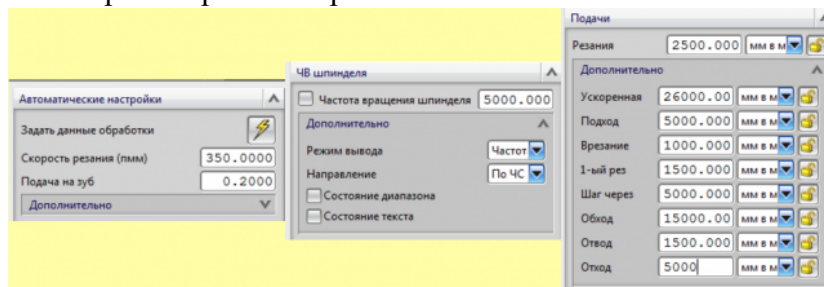 Автоматические настройки
Задать данные обработки
Скорость резания (пмм) 350.0000
Подача на зуб 0.2000
Дополнительно
ЧВ шпинделя
Частота вращения шпинделя 5000.000
Дополнительно
Режим вывода Частот
Направление По ЧС
Состояние диапазона
Состояние текста
Подачи
Резания 2500.000 мм в м
Дополнительно
Ускоренная 26000.00 мм в м
Подход 5000.000 мм в м
Врезание 1000.000 мм в м
1-ый рез 1500.000 мм в м
Шаг через 5000.000 мм в м
Обход 15000.00 мм в м
Отвод 1500.000 мм в м
Отход 5000 мм в м